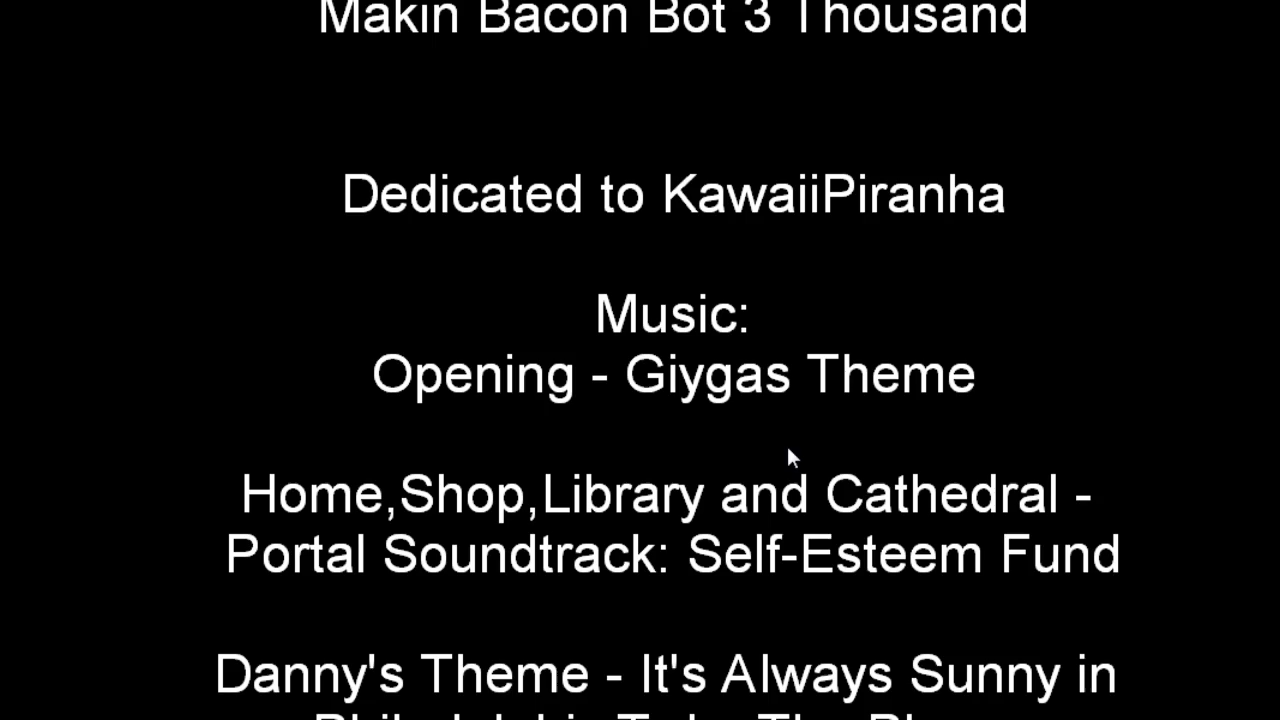 Makin Bacon Bot 3 Thousand
Dedicated to KawaiiPiranha
Music:
Opening - Giygas Theme
Home,Shop,Library and Cathedral -
Portal Soundtrack: Self-Esteem Fund
Danny's Theme - It's Always Sunny in